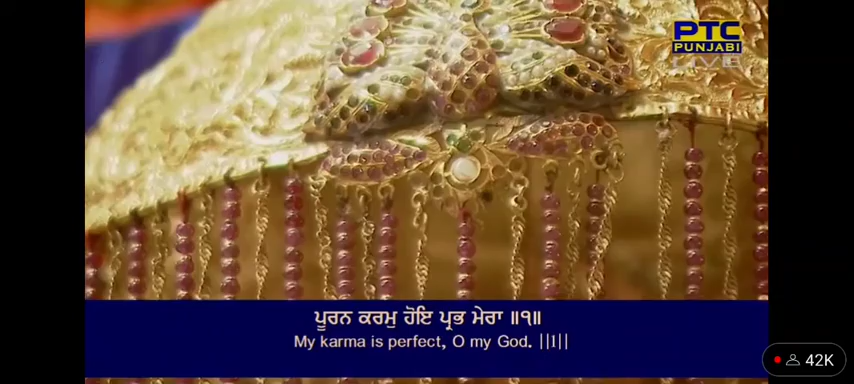 PTC
PUNJABI
LIVE
ਪੂਰਨ ਕਰਮੁ ਹੋਇ ਪ੍ਰਭ ਮੇਰਾ ॥੧॥
My karma is perfect, O my God. ||1||
42K